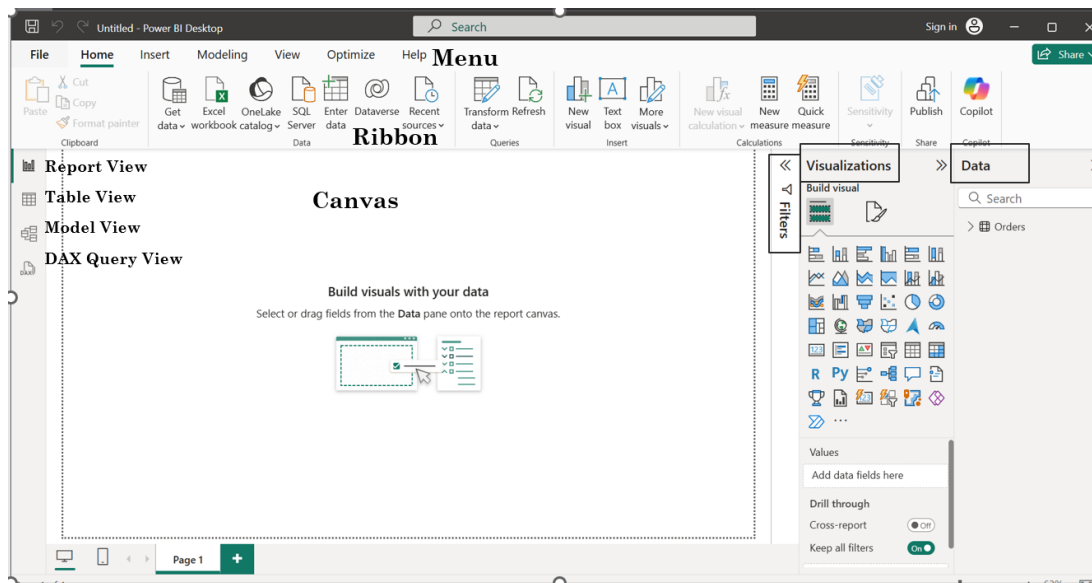 Untitled - Power BI Desktop
Search
Sign in
File Home Insert Modeling View Optimize Help Menu
Share
Paste
Cut
Copy
Format painter
Clipboard
Get data
Excel workbook
OneLake catalog
SQL Server
Enter data
Dataverse
Recent sources
Data
Ribbon
Transform data
Refresh
Queries
New visual
Text box
More visuals
Insert
New visual calculation
New measure
Quick measure
Calculations
Sensitivity
Sensitivity
Publish
Share
Copilot
Copilot
Report View
Table View
Model View
DAX
DAX Query View
Canvas
Build visuals with your data
Select or drag fields from the Data pane onto the report canvas.
Filters
Visualizations
Build visual
123
R Py
Values
Add data fields here
Drill through
Cross-report Off
Keep all filters On
Data
Search
Orders
Page 1